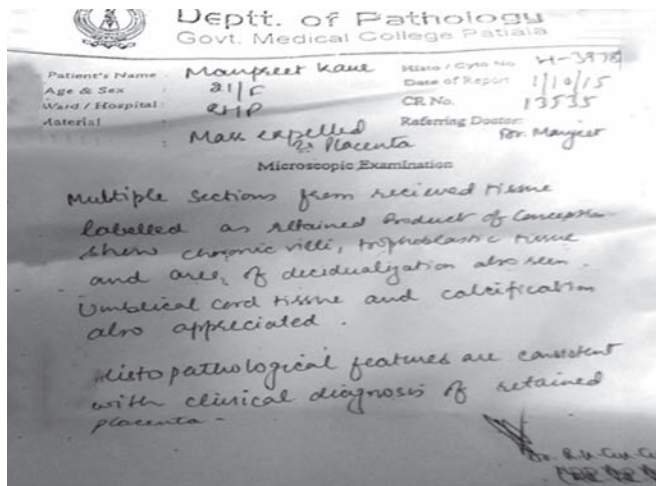 Deptt. of Pathology
Govt. Medical College Patiala
Patient's Name : Manpreet Kaur Histo / Cyto No. H-3978
Age & Sex : 21/F Date of Report 1/10/15
Ward / Hospital : CR No. 13535
Material : Mass expelled Referring Doctor: Dr. Manjeet
Placenta
Microscopic Examination
Multiple sections from recieved tissue
labelled as retained Product of Conception
show chorionic villi, trophoblastic tissue
and area of decidualization also seen.
Umblical cord tissue and calcification
also appreciated.
Histopathological features are consistent
with clinical diagnosis of retained
placenta-